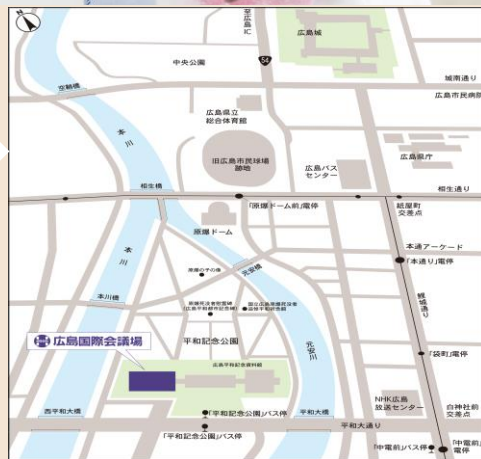 至広島IC
54
広島城
中央公園
城南通り
空鞘橋
広島市民病院
広島県立
総合体育館
本川
旧広島市民球場
跡地
広島バス
センター
広島県庁
相生橋
相生通り
「原爆ドーム前」電停
紙屋町
交差点
原爆ドーム
本川
本通アーケード
「本通り」電停
原爆の子の像
元安橋
鯉城通り
本川橋
原爆死没者慰霊碑
(広島平和都市記念碑)
国立広島原爆死没者
追悼平和祈念館
広島国際会議場
平和記念公園
元安川
広島平和記念資料館
「袋町」電停
NHK広島
放送センター
白神社前
交差点
西平和大橋
「平和記念公園」バス停
平和大橋
平和大通り
「平和記念公園」バス停
「中電前」バス停
「中電前」
電停